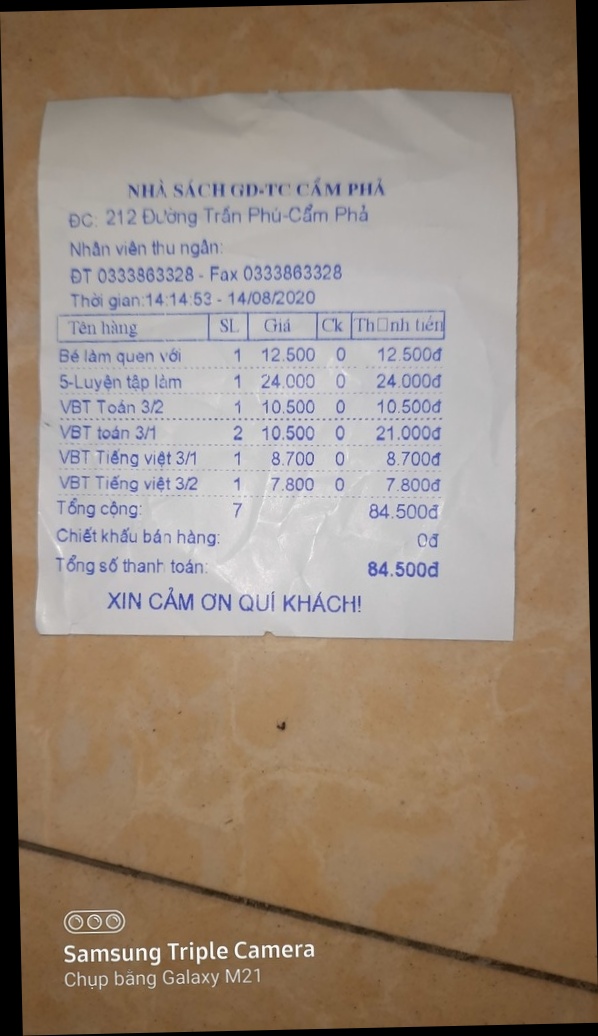 NHÀ SÁCH GD-TC CẨM PHẢ
ĐC: 212 Đường Trần Phú-Cẩm Phả
Nhân viên thu ngân:
ĐT 0333863328 - Fax 0333863328
Thời gian:14:14:53 - 14/08/2020
Tên hàng SL Giá Ck Th□nh tiền
Bé làm quen với 1 12.500 0 12.500đ
5-Luyện tập làm 1 24.000 0 24.000đ
VBT Toán 3/2 1 10.500 0 10.500đ
VBT toán 3/1 2 10.500 0 21.000đ
VBT Tiếng việt 3/1 1 8.700 0 8.700đ
VBT Tiếng việt 3/2 1 7.800 0 7.800đ
Tổng cộng: 7 84.500đ
Chiết khấu bán hàng: 0đ
Tổng số thanh toán: 84.500đ
XIN CẢM ƠN QUÍ KHÁCH!
Samsung Triple Camera
Chụp bằng Galaxy M21